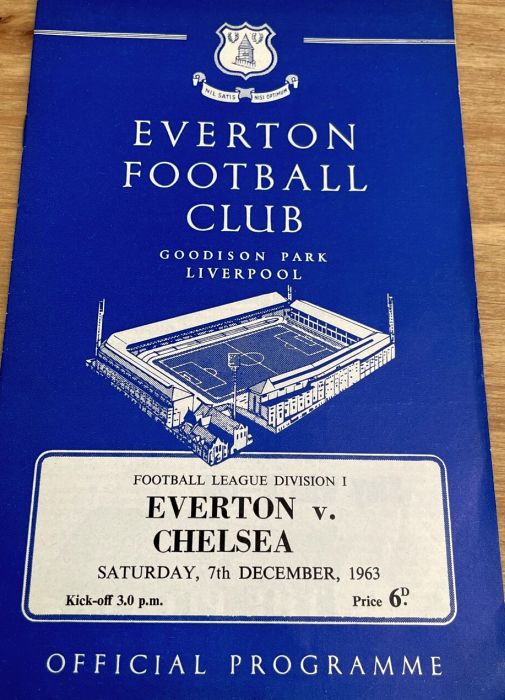 NIL SATIS NISI OPTIMUM
EVERTON
FOOTBALL
CLUB
GOODISON PARK
LIVERPOOL
FOOTBALL LEAGUE DIVISION I
EVERTON v.
CHELSEA
SATURDAY, 7th DECEMBER, 1963
Kick-off 3.0 p.m. Price 6D.
OFFICIAL PROGRAMME